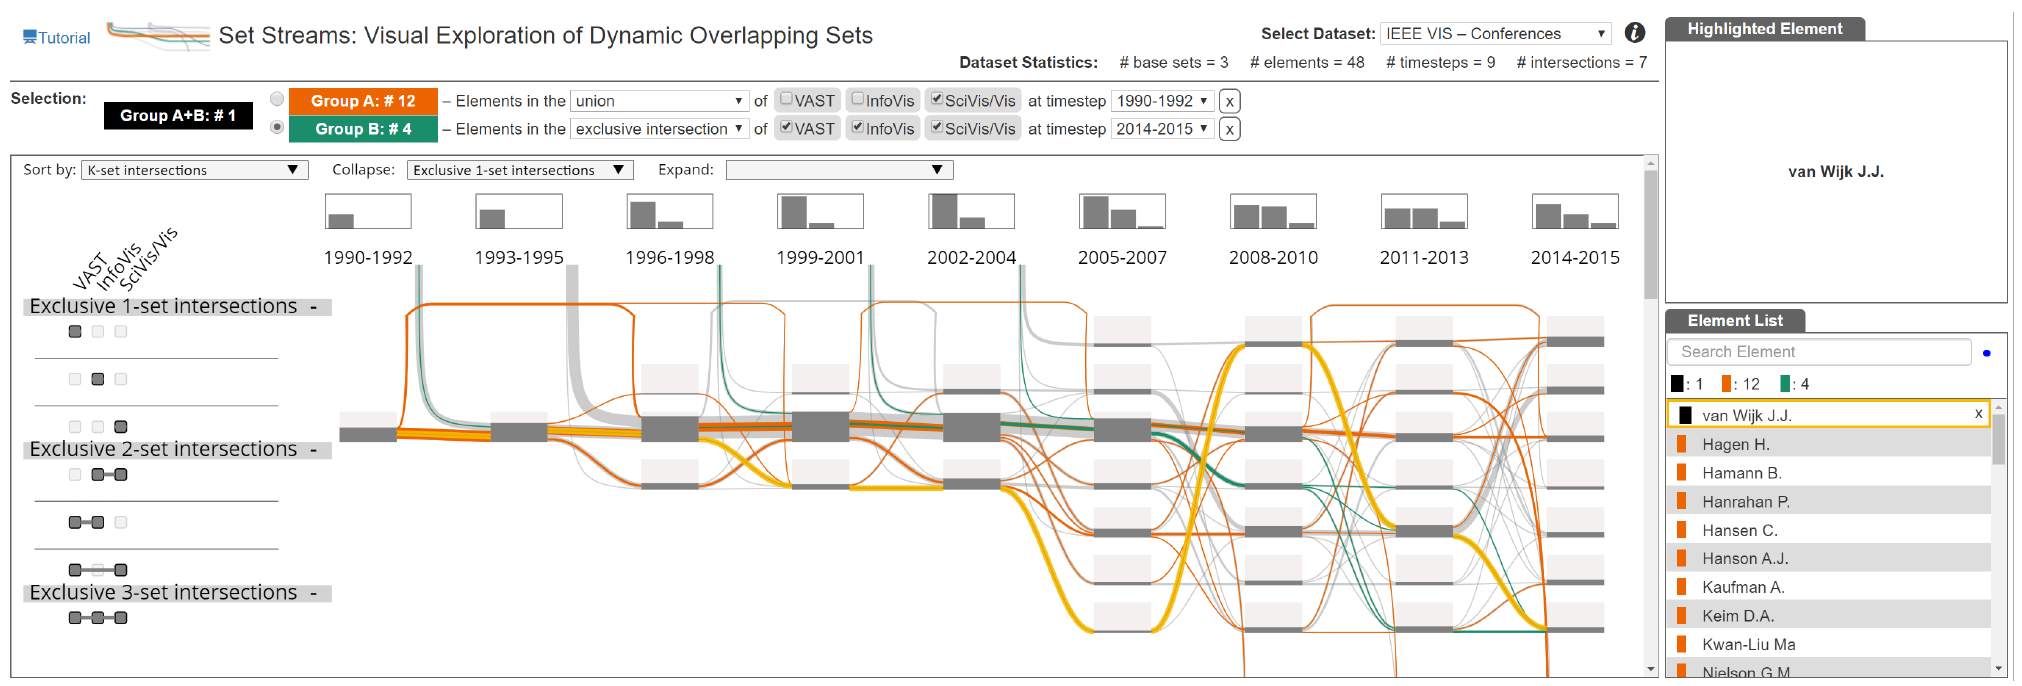 Tutorial
Set Streams: Visual Exploration of Dynamic Overlapping Sets
Select Dataset: IEEE VIS – Conferences
Dataset Statistics: # base sets = 3 # elements = 48 # timesteps = 9 # intersections = 7
Selection:
Group A+B: # 1
Group A: # 12 – Elements in the union of VAST InfoVis SciVis/Vis at timestep 1990-1992 x
Group B: # 4 – Elements in the exclusive intersection of VAST InfoVis SciVis/Vis at timestep 2014-2015 x
Sort by: K-set intersections Collapse: Exclusive 1-set intersections Expand:
1990-1992 1993-1995 1996-1998 1999-2001 2002-2004 2005-2007 2008-2010 2011-2013 2014-2015
VAST
InfoVis
SciVis/Vis
Exclusive 1-set intersections -
Exclusive 2-set intersections -
Exclusive 3-set intersections -
Highlighted Element
van Wijk J.J.
Element List
Search Element
: 1 : 12 : 4
van Wijk J.J. x
Hagen H.
Hamann B.
Hanrahan P.
Hansen C.
Hanson A.J.
Kaufman A.
Keim D.A.
Kwan-Liu Ma
Nielson G.M.